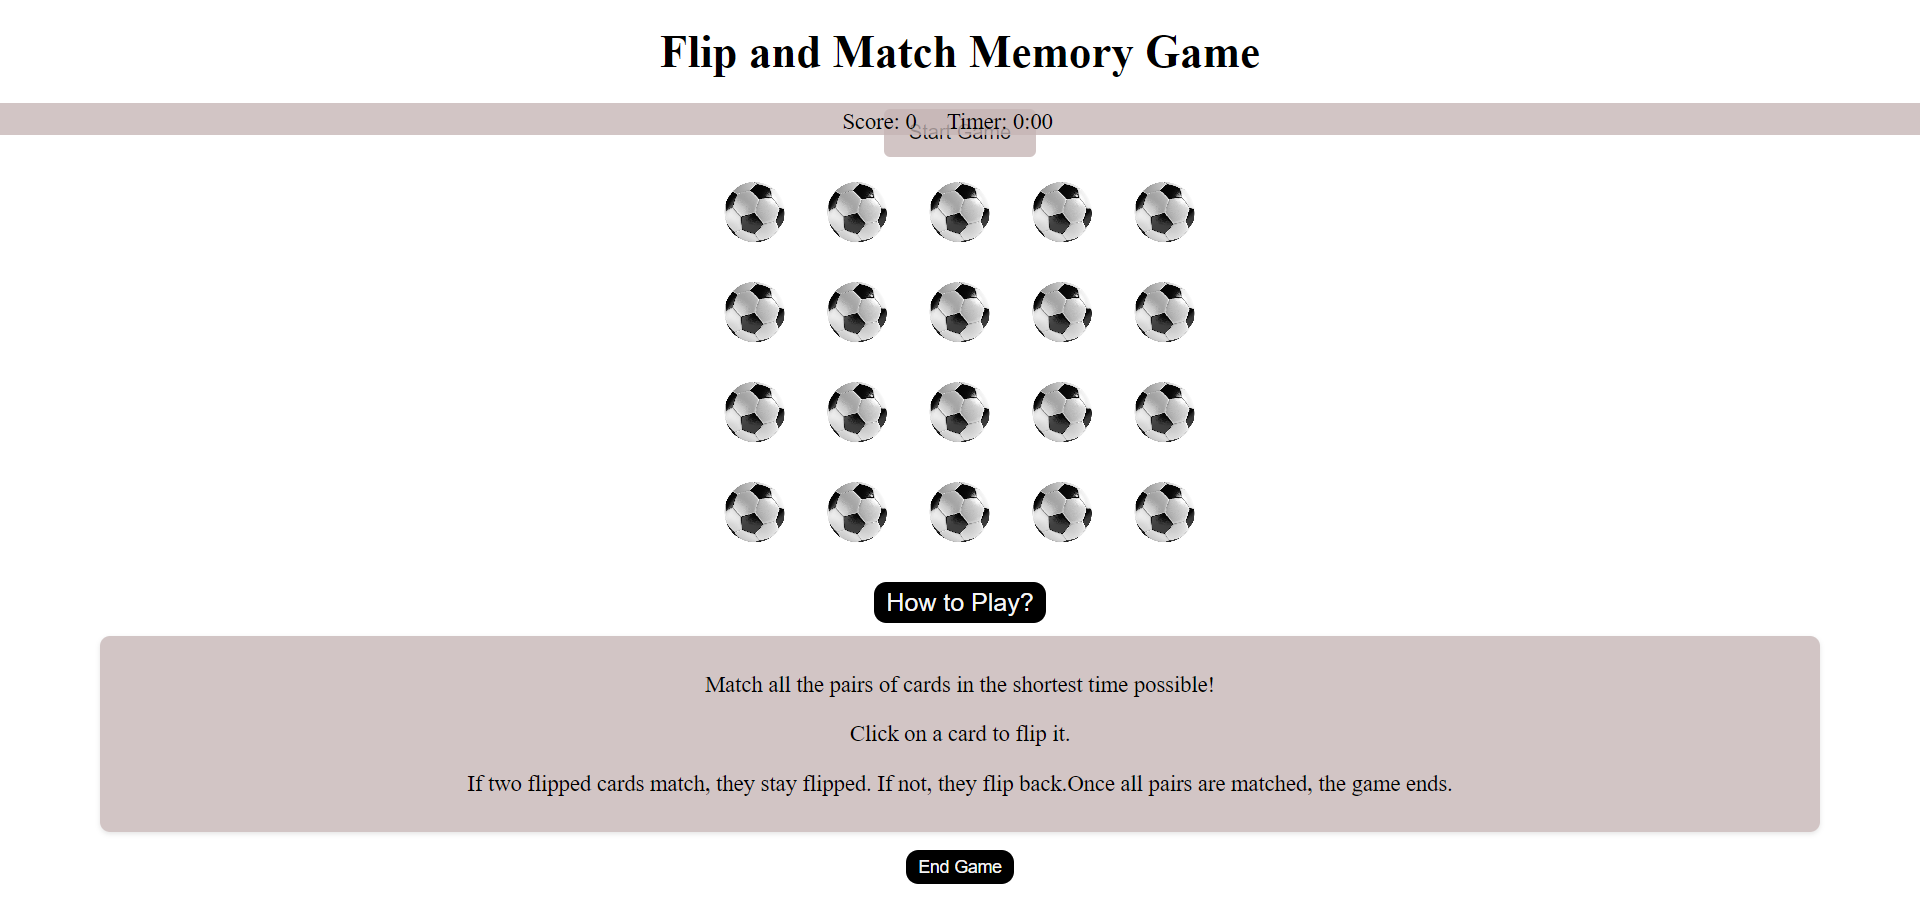 Flip and Match Memory Game
Score: 0 Timer: 0:00
Start Game
How to Play?
Match all the pairs of cards in the shortest time possible!
Click on a card to flip it.
If two flipped cards match, they stay flipped. If not, they flip back.Once all pairs are matched, the game ends.
End Game